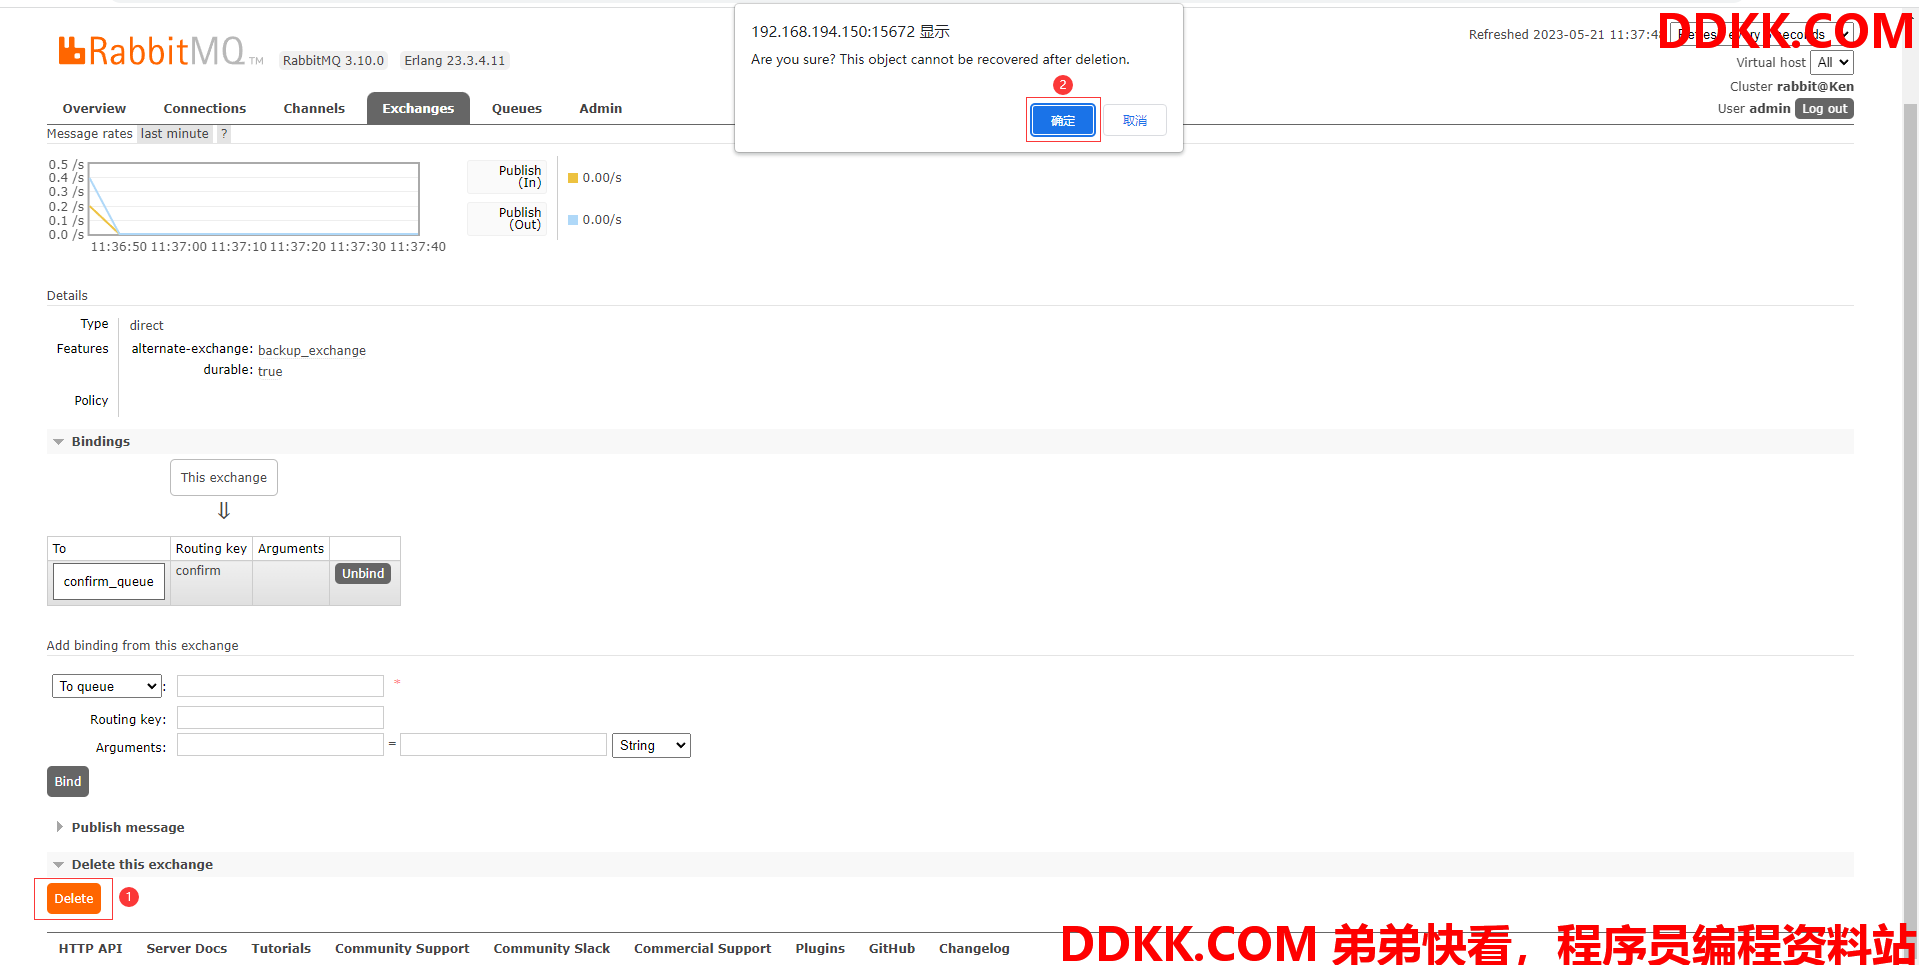 192.168.194.150:15672 显示
Are you sure? This object cannot be recovered after deletion.
2
确定
取消
DDKK.COM
RabbitMQ TM
RabbitMQ 3.10.0
Erlang 23.3.4.11
Refreshed 2023-05-21 11:37:4
Virtual host All
Cluster rabbit@Ken
User admin Log out
Overview
Connections
Channels
Exchanges
Queues
Admin
Message rates last minute ?
0.5 /s
0.4 /s
0.3 /s
0.2 /s
0.1 /s
0.0 /s
11:36:50 11:37:00 11:37:10 11:37:20 11:37:30 11:37:40
Publish
(In)
0.00/s
Publish
(Out)
0.00/s
Details
Type direct
Features alternate-exchange: backup_exchange
durable: true
Policy
Bindings
This exchange
⇓
To Routing key Arguments
confirm_queue confirm Unbind
Add binding from this exchange
To queue : *
Routing key:
Arguments: = String
Bind
Publish message
Delete this exchange
Delete 1
HTTP API
Server Docs
Tutorials
Community Support
Community Slack
Commercial Support
Plugins
GitHub
Changelog
DDKK.COM 弟弟快看，程序员编程资料站